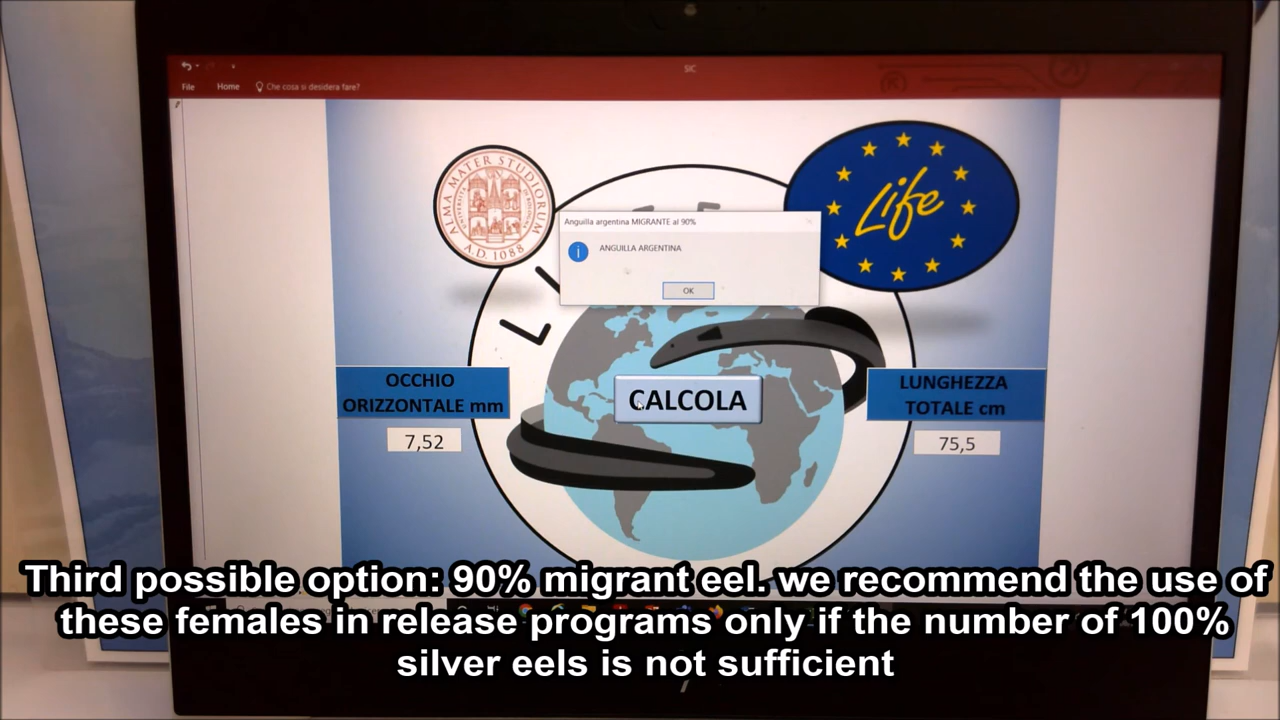 SIC
File Home Che cosa si desidera fare?
ALMA MATER STUDIORUM
A.D. 1088
Life
Anguilla argentina MIGRANTE al 90%
ANGUILLA ARGENTINA
OK
L
OCCHIO
ORIZZONTALE mm
7,52
CALCOLA
LUNGHEZZA
TOTALE cm
75,5
Third possible option: 90% migrant eel. we recommend the use of
these females in release programs only if the number of 100%
silver eels is not sufficient